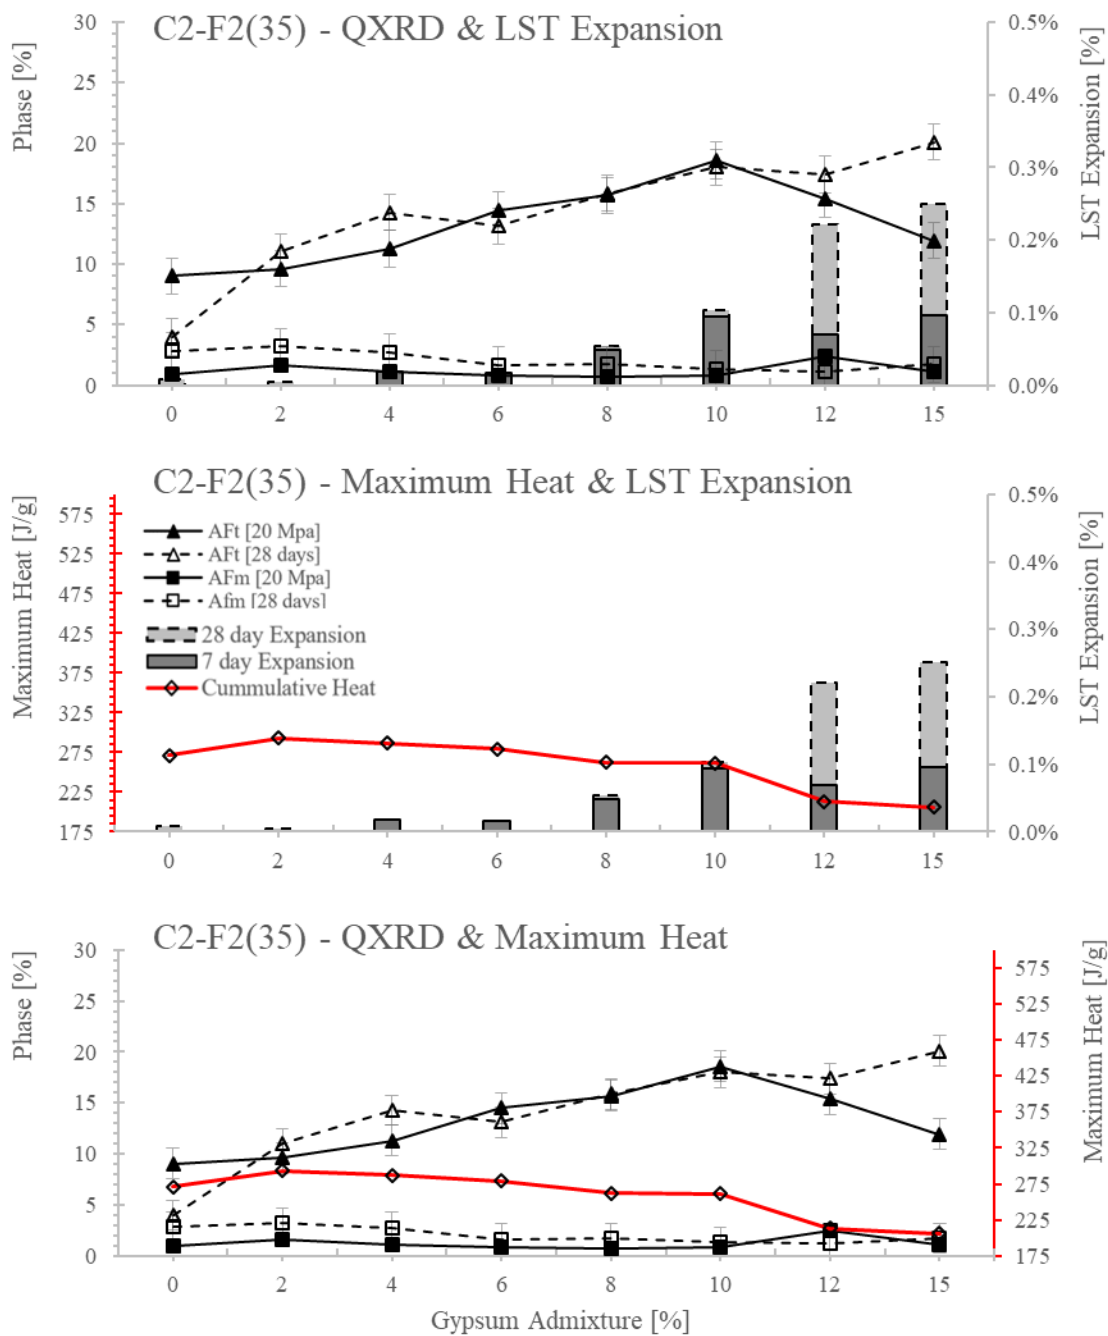 C2-F2(35) - QXRD & LST Expansion
Phase [%]
30
25
20
15
10
5
0
0.5%
0.4%
0.3%
0.2%
0.1%
0.0%
LST Expansion [%]
0 2 4 6 8 10 12 15
C2-F2(35) - Maximum Heat & LST Expansion
Maximum Heat [J/g]
575
525
475
425
375
325
275
225
175
AFt [20 Mpa]
AFt [28 days]
AFm [20 Mpa]
Afm [28 days]
28 day Expansion
7 day Expansion
Cummulative Heat
0.5%
0.4%
0.3%
0.2%
0.1%
0.0%
LST Expansion [%]
0 2 4 6 8 10 12 15
C2-F2(35) - QXRD & Maximum Heat
Phase [%]
30
25
20
15
10
5
0
575
525
475
425
375
325
275
225
175
Maximum Heat [J/g]
0 2 4 6 8 10 12 15
Gypsum Admixture [%]